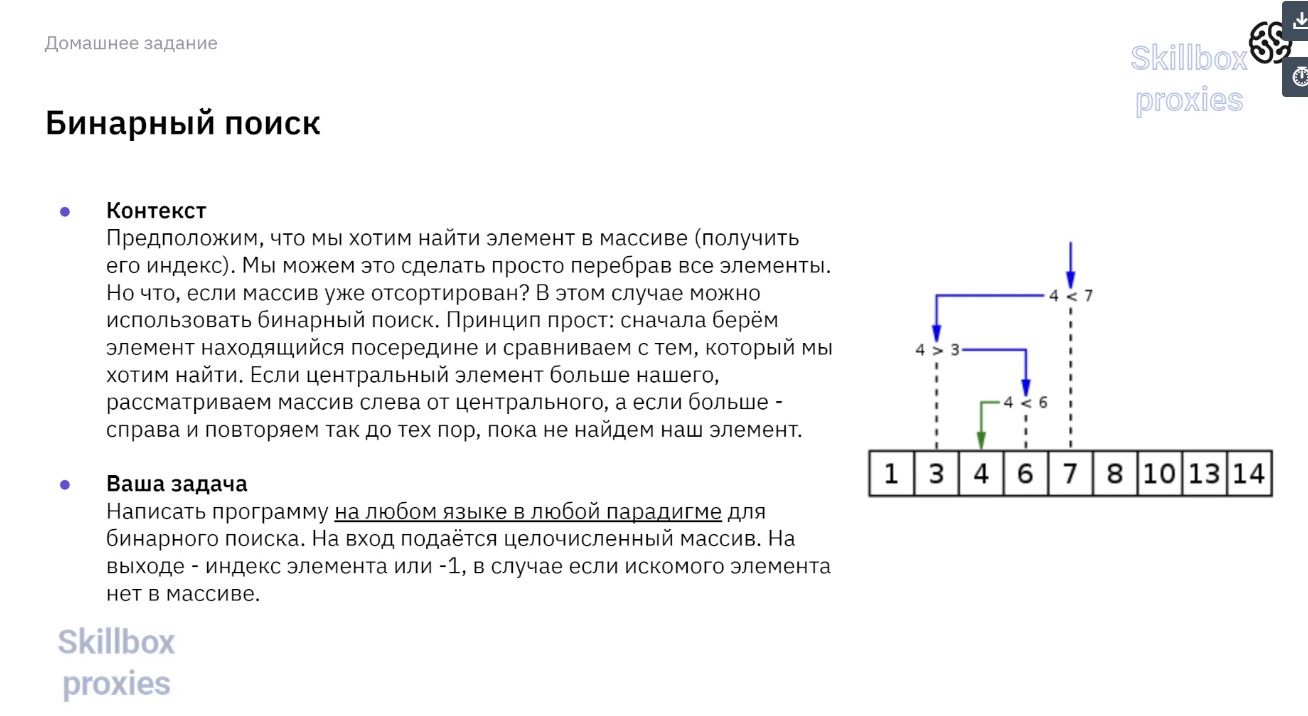 Домашнее задание
Skillbox
proxies
Бинарный поиск
Контекст
Предположим, что мы хотим найти элемент в массиве (получить
его индекс). Мы можем это сделать просто перебрав все элементы.
Но что, если массив уже отсортирован? В этом случае можно
использовать бинарный поиск. Принцип прост: сначала берём
элемент находящийся посередине и сравниваем с тем, который мы
хотим найти. Если центральный элемент больше нашего,
рассматриваем массив слева от центрального, а если больше -
справа и повторяем так до тех пор, пока не найдем наш элемент.
Ваша задача
Написать программу на любом языке в любой парадигме для
бинарного поиска. На вход подаётся целочисленный массив. На
выходе - индекс элемента или -1, в случае если искомого элемента
нет в массиве.
4 < 7
4 > 3
4 < 6
1 3 4 6 7 8 10 13 14
Skillbox
proxies